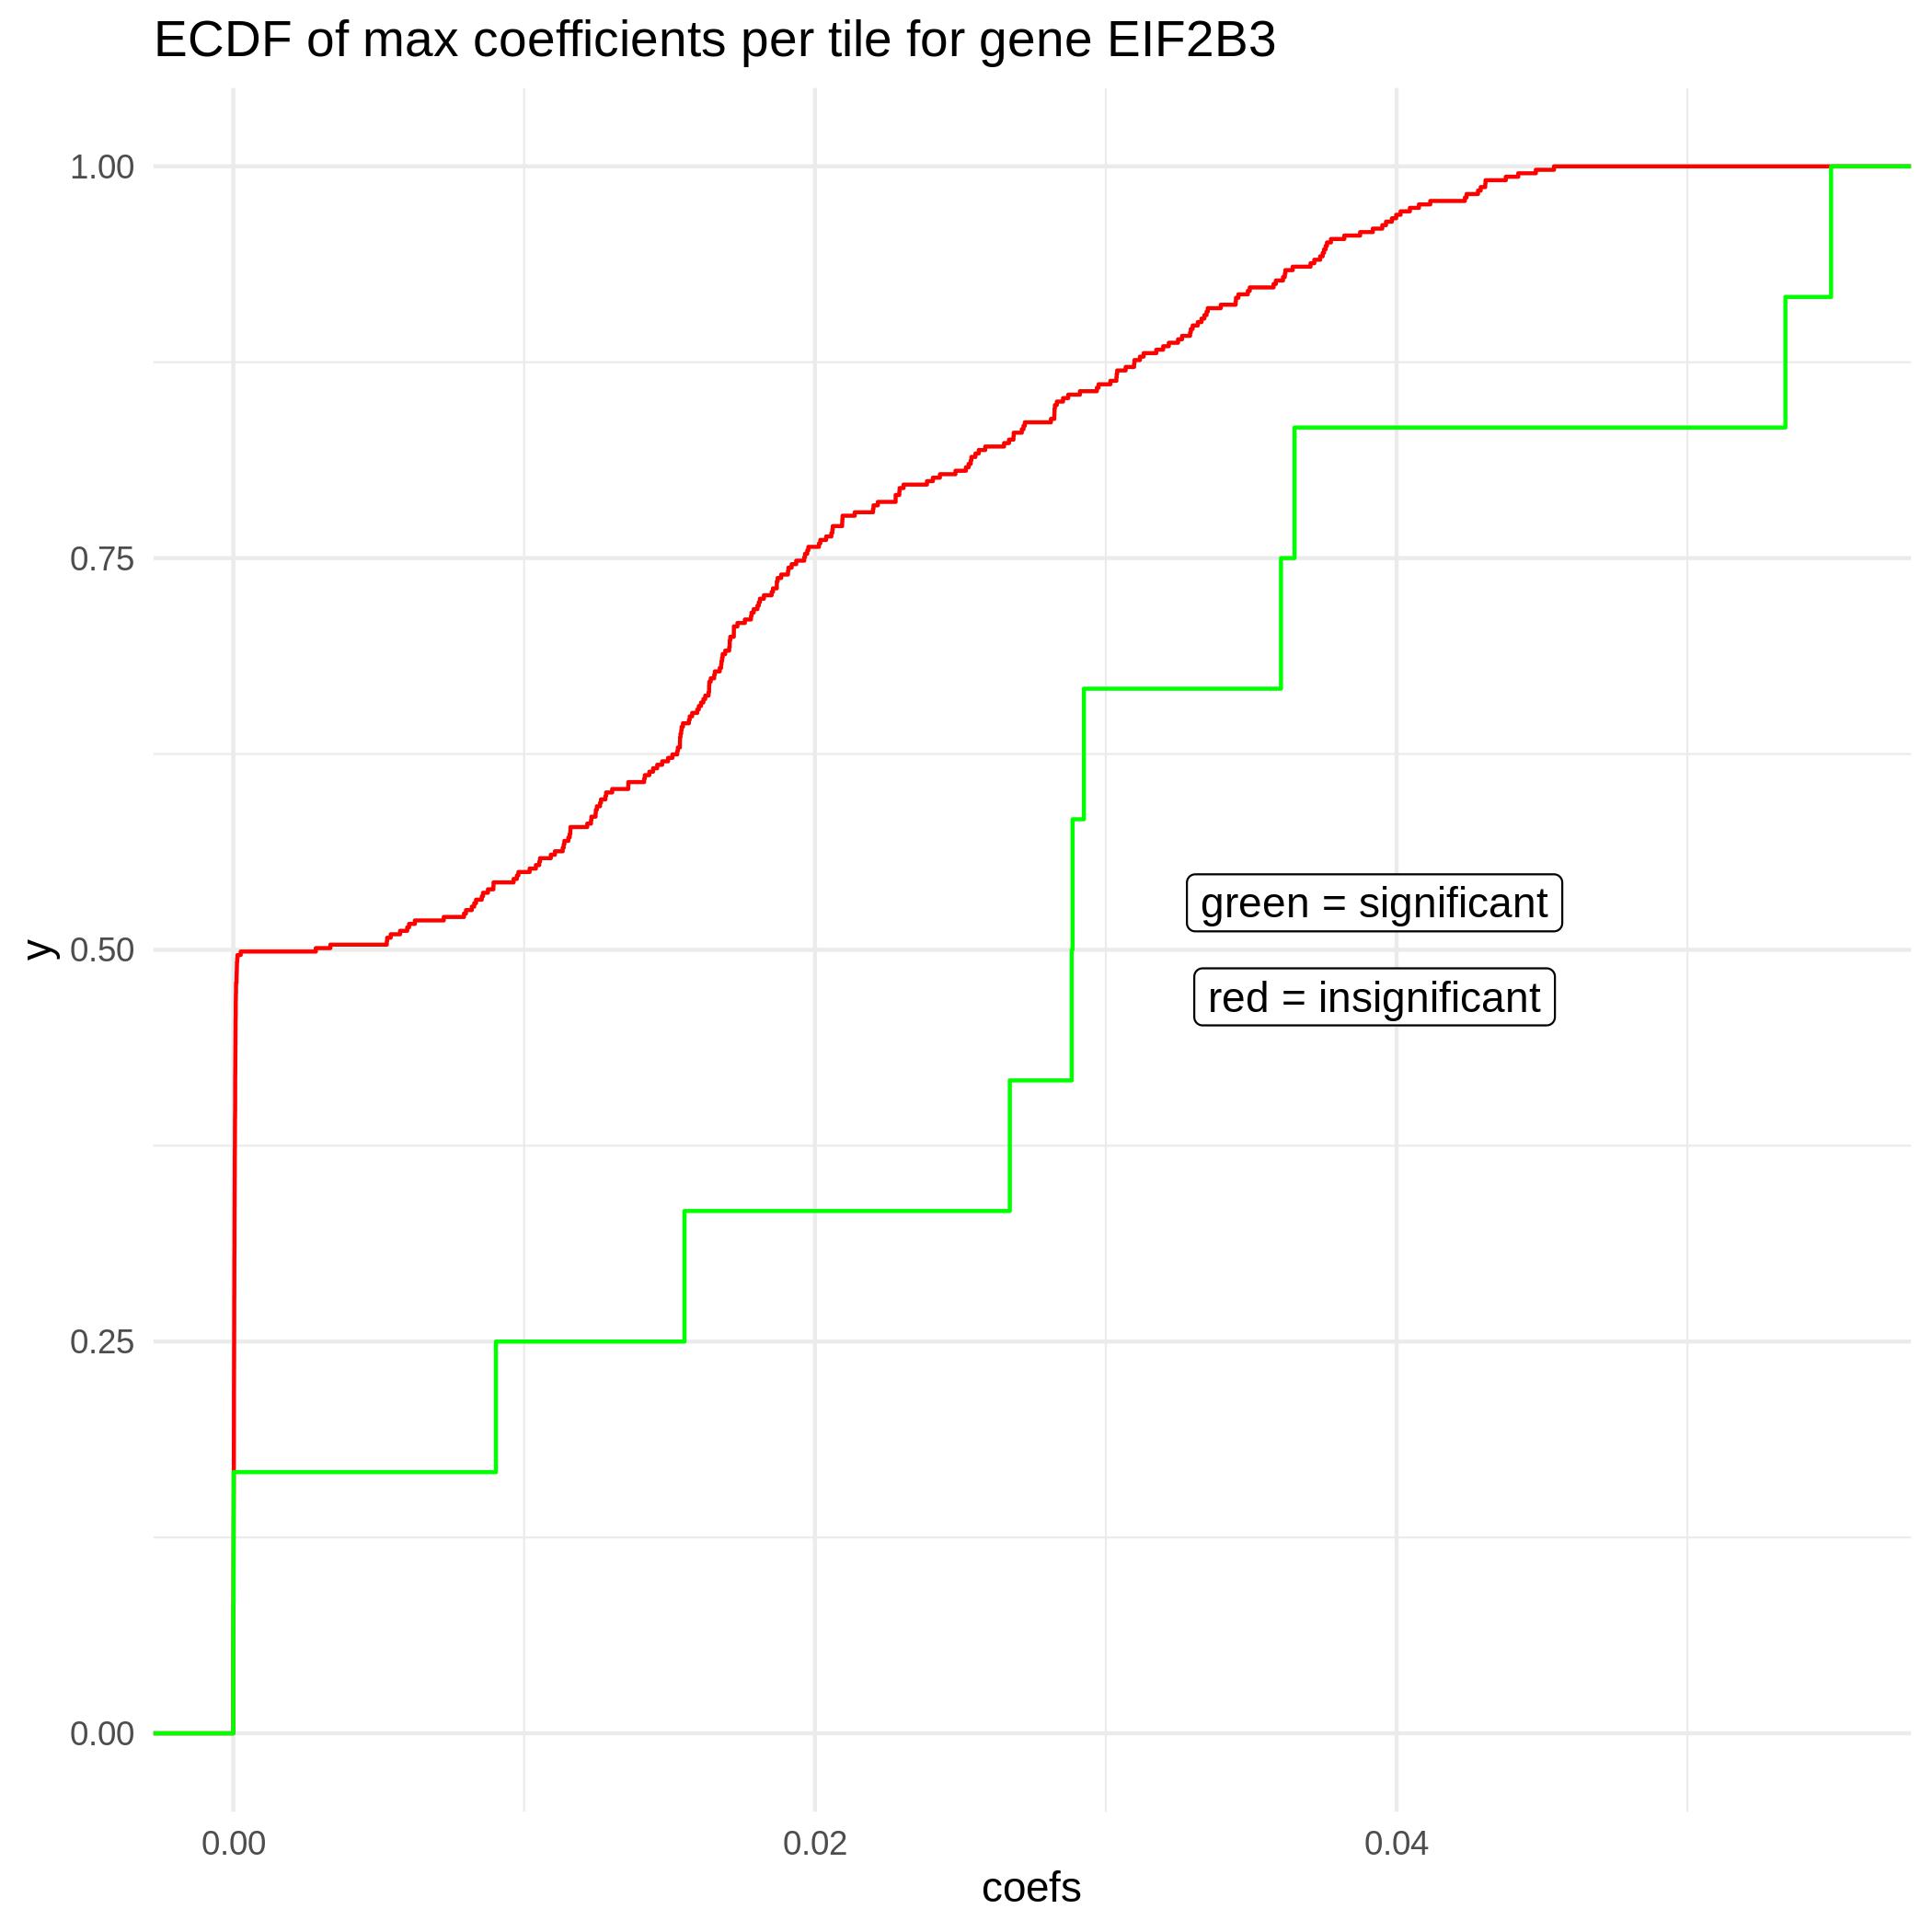 ECDF of max coefficients per tile for gene EIF2B3
1.00
0.75
0.50
0.25
0.00
y
green = significant
red = insignificant
0.00 0.02 0.04
coefs